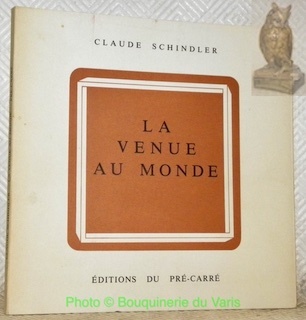 CLAUDE SCHINDLER
LA
VENUE
AU MONDE
ÉDITIONS DU PRÉ-CARRÉ
Photo © Bouquinerie du Varis